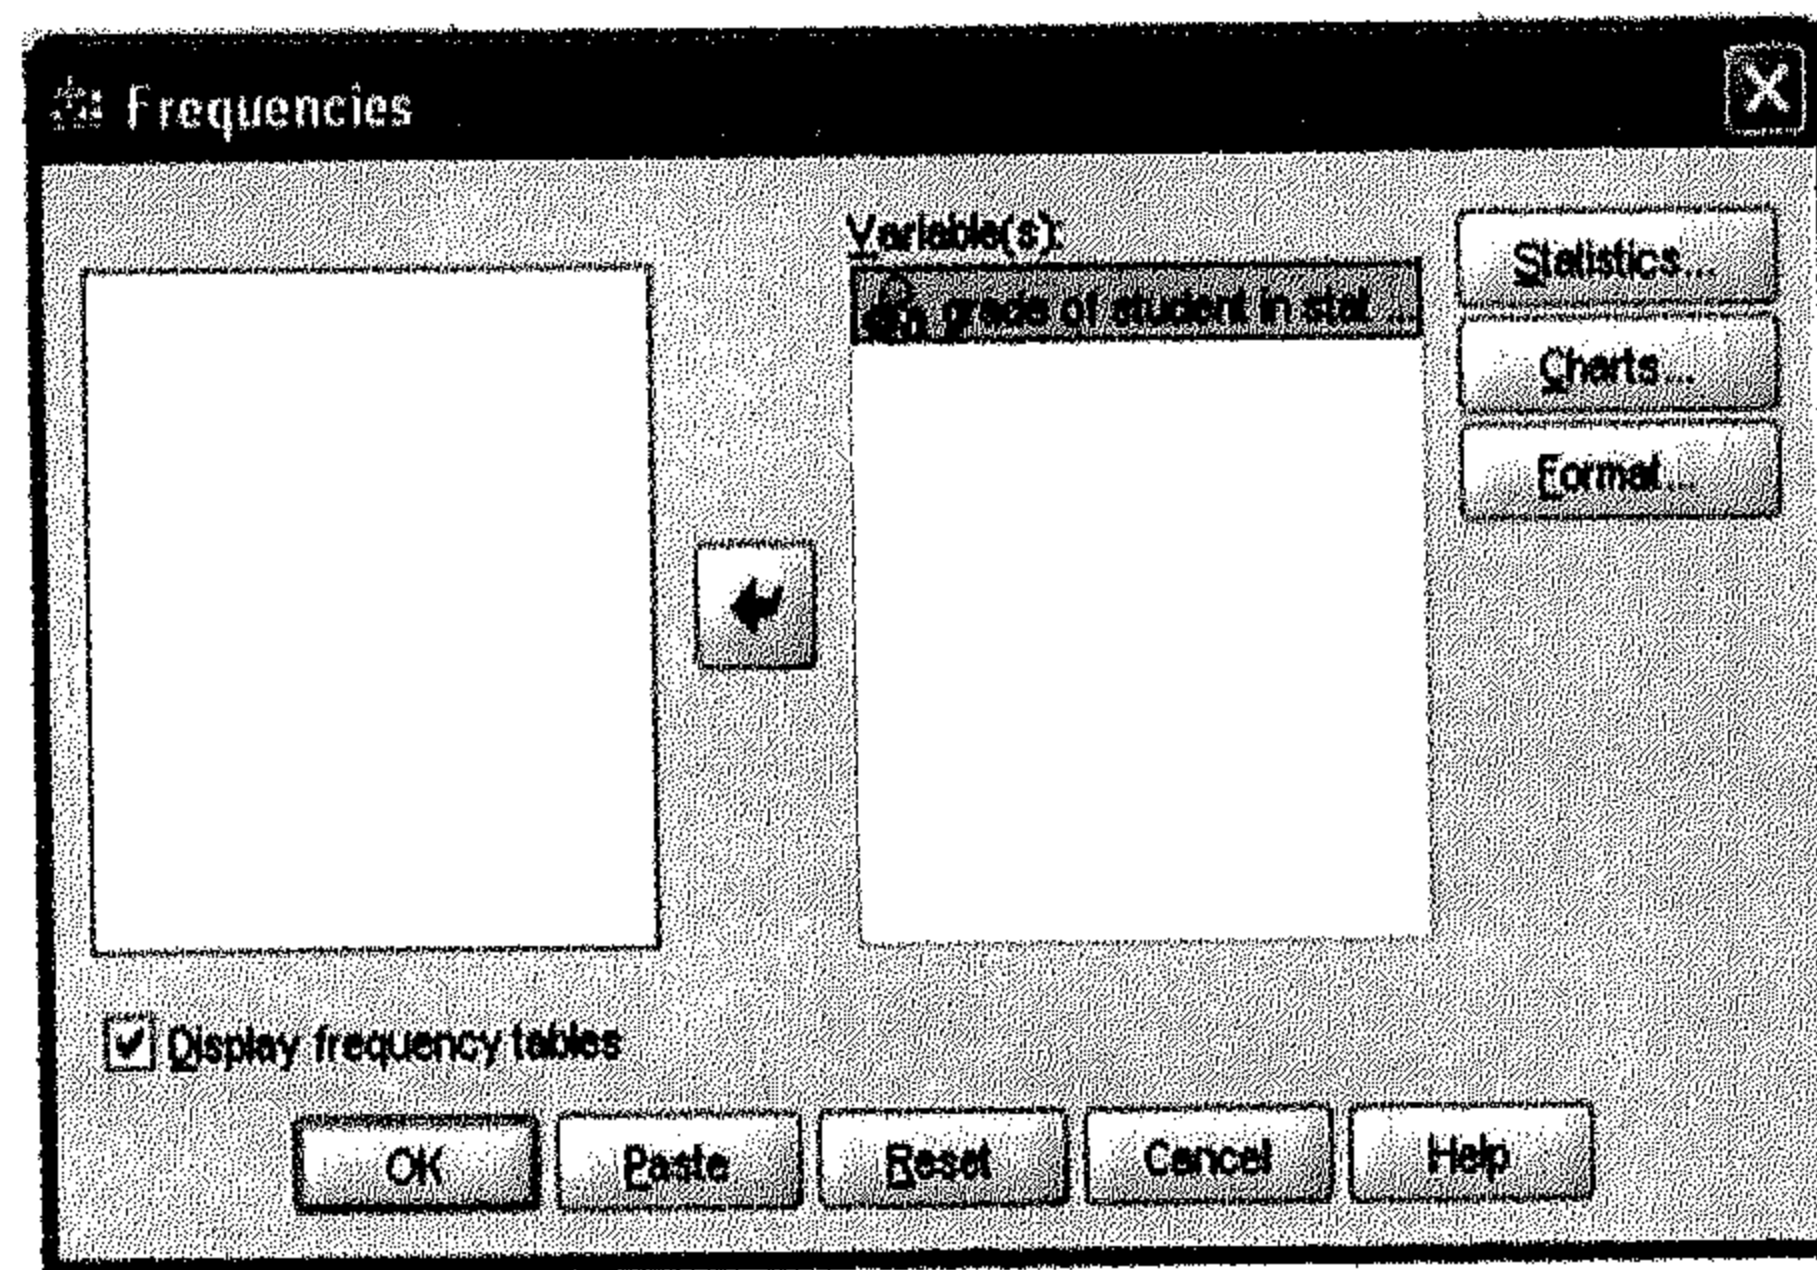 Frequencies
Variable(s):
grade of student in stat...
Statistics...
Charts...
Format...
Display frequency tables
OK
Paste
Reset
Cancel
Help